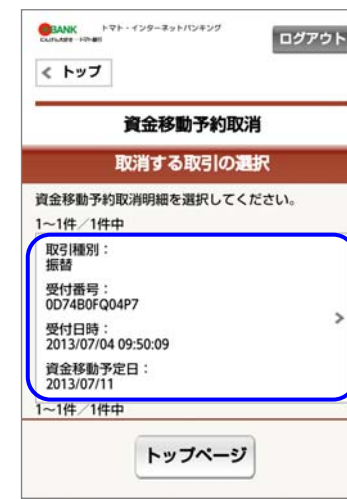 BANK トマト・インターネットバンキング
ログアウト
< トップ
資金移動予約取消
取消する取引の選択
資金移動予約取消明細を選択してください。
1~1件/1件中
取引種別:
振替
受付番号:
0D74B0FQ04P7
受付日時:
2013/07/04 09:50:09
資金移動予定日:
2013/07/11
>
1~1件/1件中
トップページ